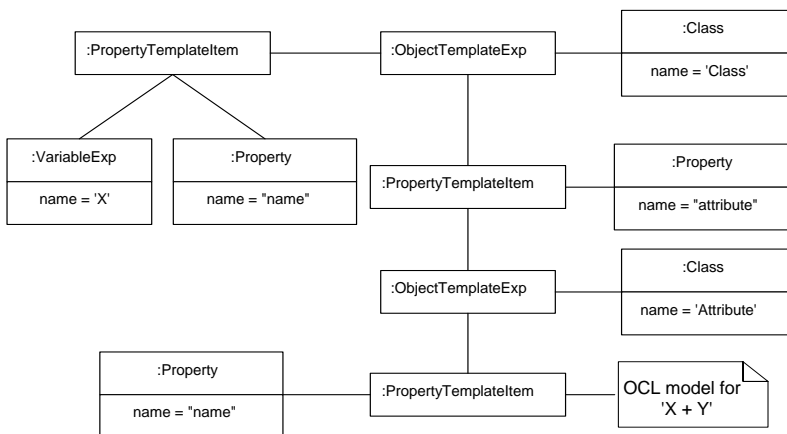 :PropertyTemplateItem
:ObjectTemplateExp
:Class
name = 'Class'
:VariableExp
name = 'X'
:Property
name = "name"
:PropertyTemplateItem
:Property
name = "attribute"
:ObjectTemplateExp
:Class
name = 'Attribute'
:Property
name = "name"
:PropertyTemplateItem
OCL model for
'X + Y'